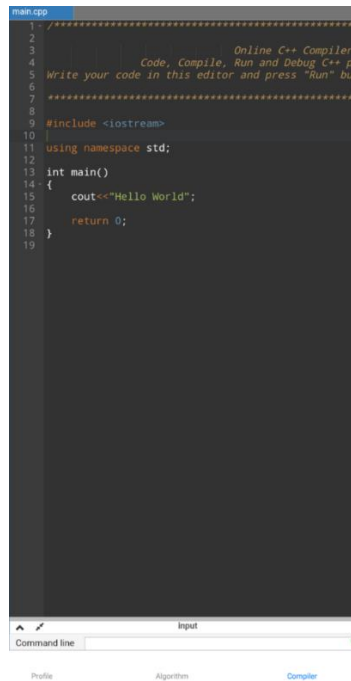 main.cpp
1 /************************************************
2
3 Online C++ Compiler
4 Code, Compile, Run and Debug C++ p
5 Write your code in this editor and press "Run" bu
6
7 *************************************************
8
9 #include <iostream>
10
11 using namespace std;
12
13 int main()
14 {
15 cout<<"Hello World";
16
17 return 0;
18 }
19
input
Command line
Profile Algorithm Compiler